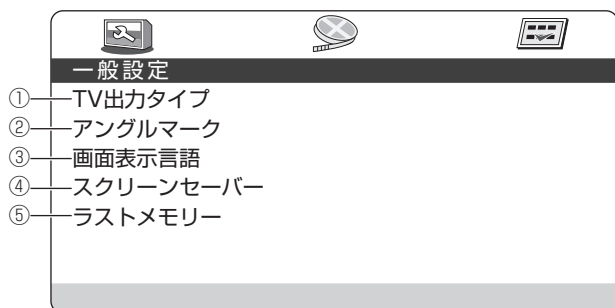 一般設定
①TV出力タイプ
②アングルマーク
③画面表示言語
④スクリーンセーバー
⑤ラストメモリー